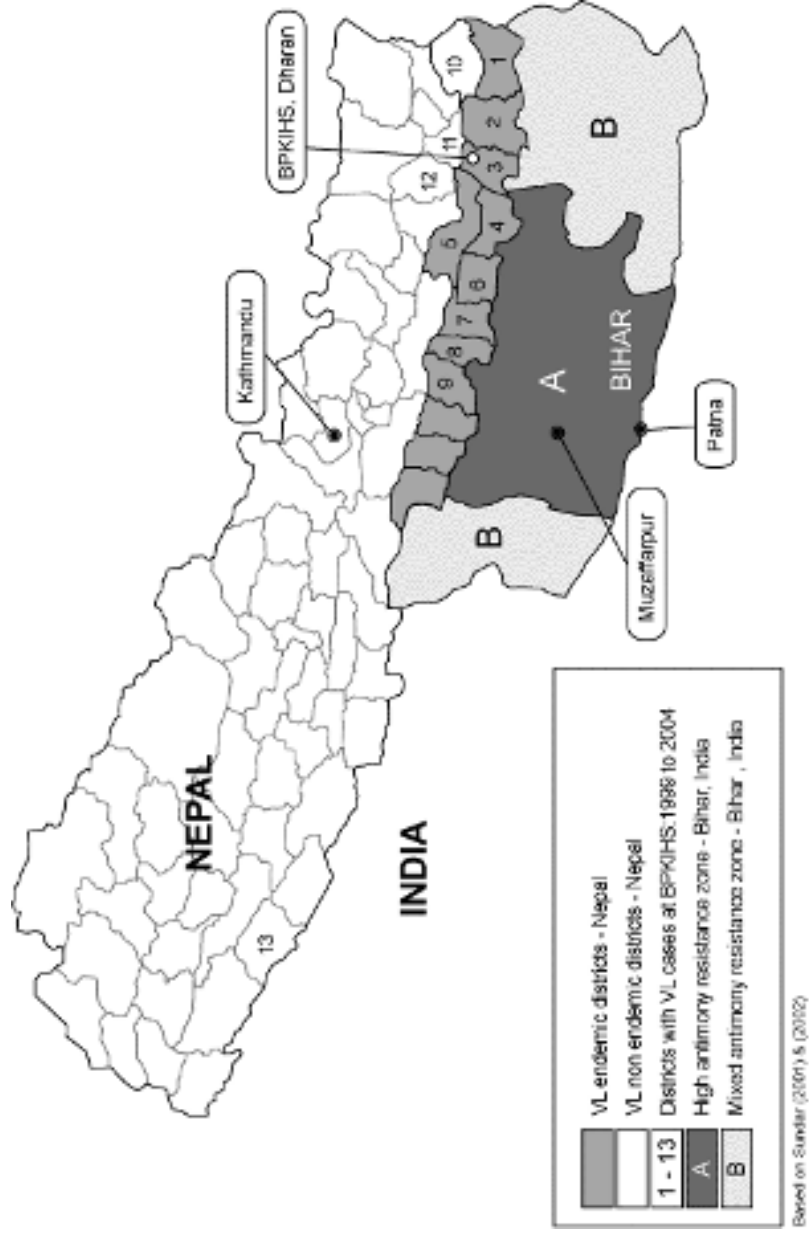 NEPAL
INDIA
Kathmandu
BPKIHS, Dharan
10
11
12
13
1
2
3
4
5
6
7
8
9
B
A
BIHAR
B
Muzaffarpur
Patna
VL endemic districts - Nepal
VL non endemic districts - Nepal
1 - 13 Districts with VL cases at BPKIHS:1999 to 2004
A High antimony resistance zone - Bihar, India
B Mixed antimony resistance zone - Bihar , India
Based on Sundar (2001) & (2002)